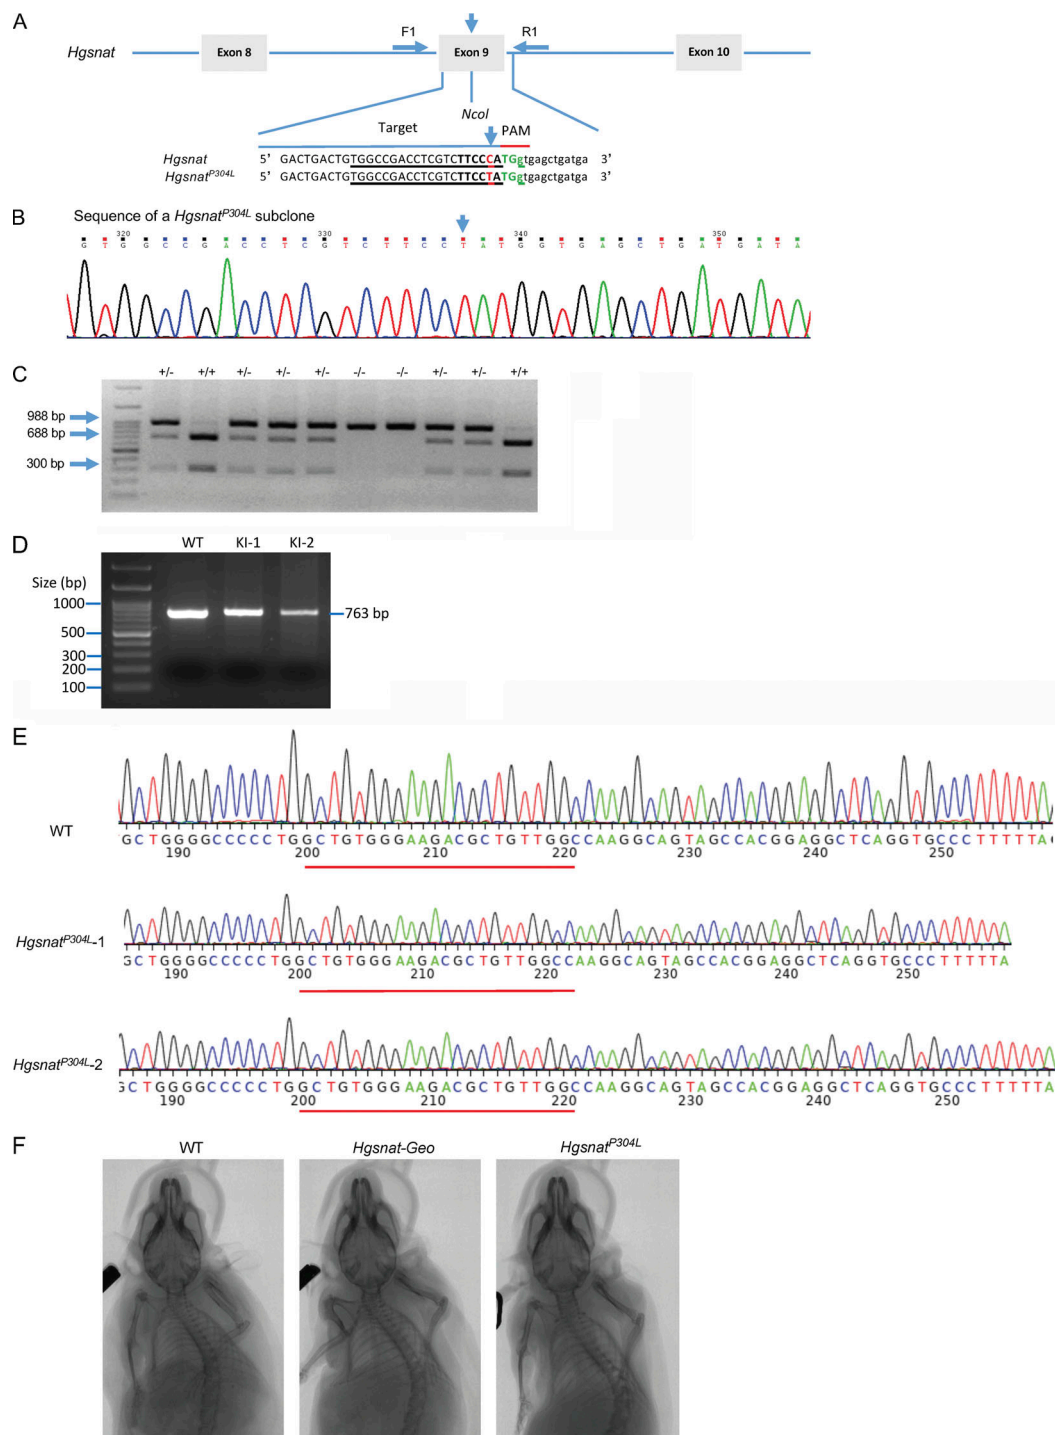 A
F1
R1
Hgsnat
Exon 8
Exon 9
Exon 10
NcoI
Target
PAM
Hgsnat 5’ GACTGACTGTGGCCGACCTCGTCTTCCCATGgtgagctgatga 3’
HgsnatP304L 5’ GACTGACTGTGGCCGACCTCGTCTTCCTATGgtgagctgatga 3’
B
Sequence of a HgsnatP304L subclone
320 330 340 350
G T G G C C G A C C T C G T C T T C C T A T G G T G A G C T G A T G A T A
C
+/- +/+ +/- +/- +/- -/- -/- +/- +/- +/+
988 bp
688 bp
300 bp
D
WT KI-1 KI-2
Size (bp)
1000
763 bp
500
300
200
100
E
WT
GCTGGGGCCCCCTGGCTGTGGGAAGACGCTGTTGGCCAAGGCAGTAGCCACGGAGGCTCAGGTGCCCTTTTTAG
190 200 210 220 230 240 250
HgsnatP304L-1
GCTGGGGCCCCCTGGCTGTGGGAAGACGCTGTTGGCCAAGGCAGTAGCCACGGAGGCTCAGGTGCCCTTTTTA
190 200 210 220 230 240 250
HgsnatP304L-2
GCTGGGGCCCCCTGGCTGTGGGAAGACGCTGTTGGCCAAGGCAGTAGCCACGGAGGCTCAGGTGCCCTTTTTA
190 200 210 220 230 240 250
F
WT
Hgsnat-Geo
HgsnatP304L